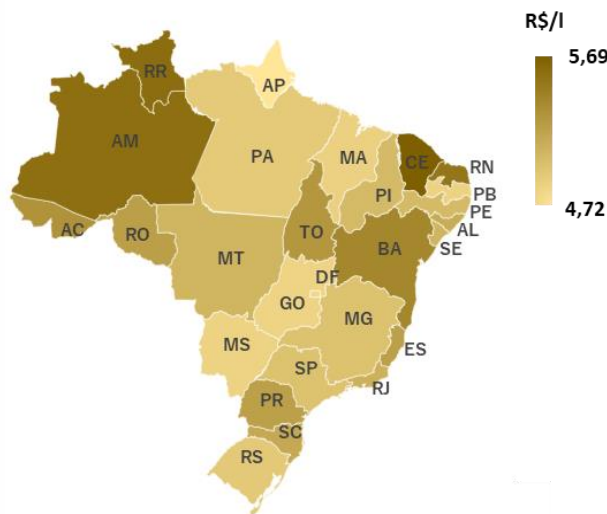 R$/l
5,69
4,72
RR
AP
AM
PA
MA
CE
RN
PI
PB
PE
AL
SE
AC
RO
TO
BA
MT
DF
GO
MG
ES
MS
SP
RJ
PR
SC
RS